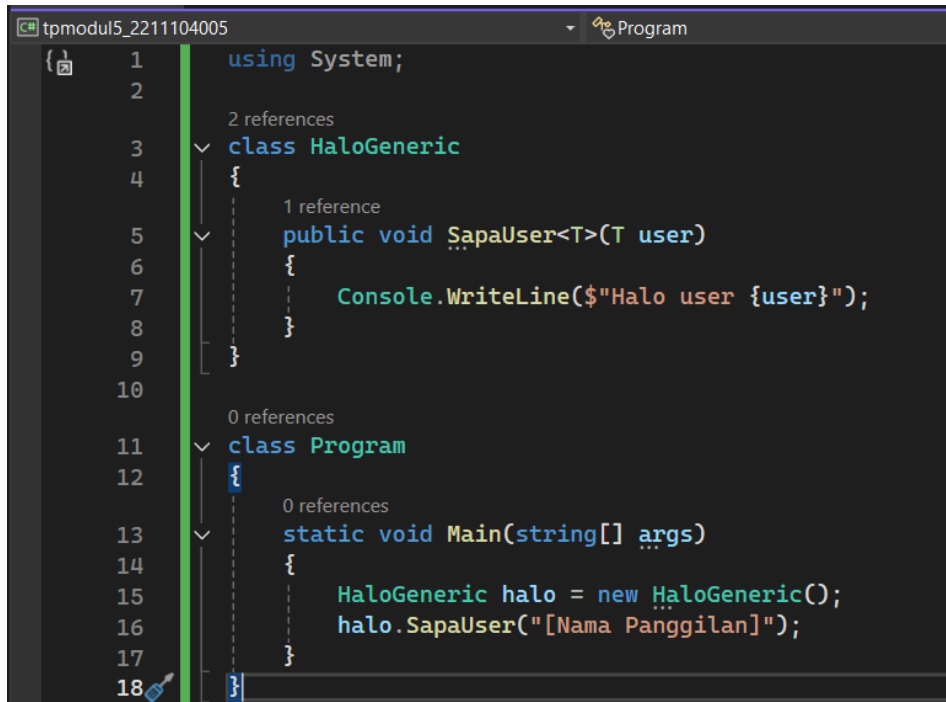 C# tpmodul5_2211104005 Program
1 using System;
2
2 references
3 class HaloGeneric
4 {
1 reference
5 public void SapaUser<T>(T user)
6 {
7 Console.WriteLine($"Halo user {user}");
8 }
9 }
10
0 references
11 class Program
12 {
0 references
13 static void Main(string[] args)
14 {
15 HaloGeneric halo = new HaloGeneric();
16 halo.SapaUser("[Nama Panggilan]");
17 }
18 }